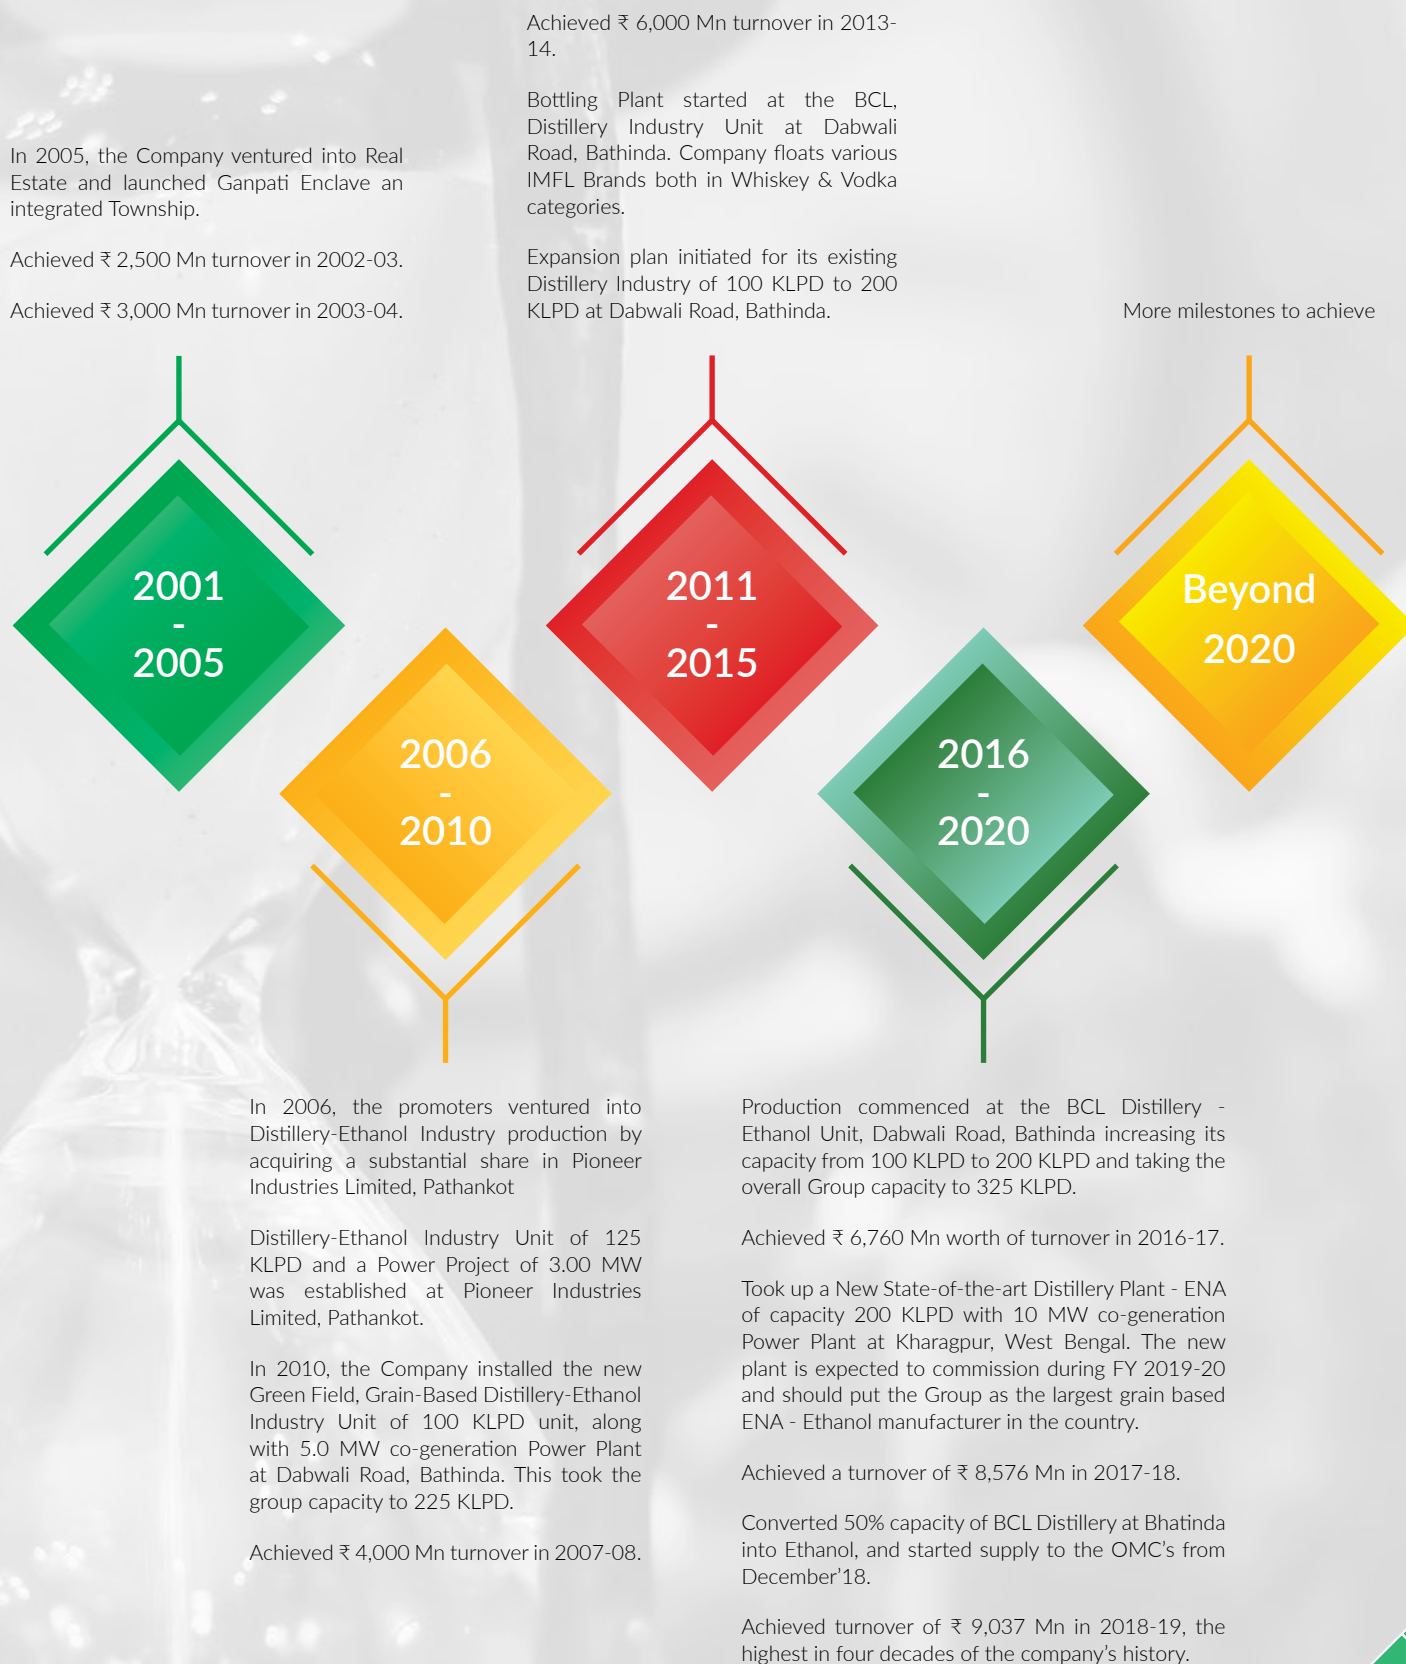 In 2005, the Company ventured into Real
Estate and launched Ganpati Enclave an
integrated Township.
Achieved ₹ 2,500 Mn turnover in 2002-03.
Achieved ₹ 3,000 Mn turnover in 2003-04.
2001
-
2005
2006
-
2010
In 2006, the promoters ventured into
Distillery-Ethanol Industry production by
acquiring a substantial share in Pioneer
Industries Limited, Pathankot
Distillery-Ethanol Industry Unit of 125
KLPD and a Power Project of 3.00 MW
was established at Pioneer Industries
Limited, Pathankot.
In 2010, the Company installed the new
Green Field, Grain-Based Distillery-Ethanol
Industry Unit of 100 KLPD unit, along
with 5.0 MW co-generation Power Plant
at Dabwali Road, Bathinda. This took the
group capacity to 225 KLPD.
Achieved ₹ 4,000 Mn turnover in 2007-08.
Achieved ₹ 6,000 Mn turnover in 2013-
14.
Bottling Plant started at the BCL,
Distillery Industry Unit at Dabwali
Road, Bathinda. Company floats various
IMFL Brands both in Whiskey & Vodka
categories.
Expansion plan initiated for its existing
Distillery Industry of 100 KLPD to 200
KLPD at Dabwali Road, Bathinda.
2011
-
2015
2016
-
2020
Production commenced at the BCL Distillery -
Ethanol Unit, Dabwali Road, Bathinda increasing its
capacity from 100 KLPD to 200 KLPD and taking the
overall Group capacity to 325 KLPD.
Achieved ₹ 6,760 Mn worth of turnover in 2016-17.
Took up a New State-of-the-art Distillery Plant - ENA
of capacity 200 KLPD with 10 MW co-generation
Power Plant at Kharagpur, West Bengal. The new
plant is expected to commission during FY 2019-20
and should put the Group as the largest grain based
ENA - Ethanol manufacturer in the country.
Achieved a turnover of ₹ 8,576 Mn in 2017-18.
Converted 50% capacity of BCL Distillery at Bhatinda
into Ethanol, and started supply to the OMC's from
December'18.
Achieved turnover of ₹ 9,037 Mn in 2018-19, the
highest in four decades of the company's history.
More milestones to achieve
Beyond
2020